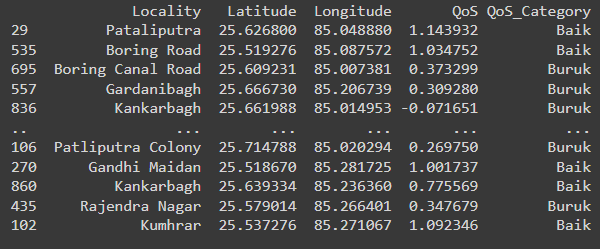 Locality Latitude Longitude QoS QoS_Category
29 Pataliputra 25.626800 85.048880 1.143932 Baik
535 Boring Road 25.519276 85.087572 1.034752 Baik
695 Boring Canal Road 25.609231 85.007381 0.373299 Buruk
557 Gardanibagh 25.666730 85.206739 0.309280 Buruk
836 Kankarbagh 25.661988 85.014953 -0.071651 Buruk
.. ... ... ... ... ...
106 Patliputra Colony 25.714788 85.020294 0.269750 Buruk
270 Gandhi Maidan 25.518670 85.281725 1.001737 Baik
860 Kankarbagh 25.639334 85.236360 0.775569 Baik
435 Rajendra Nagar 25.579014 85.266401 0.347679 Buruk
102 Kumhrar 25.537276 85.271067 1.092346 Baik